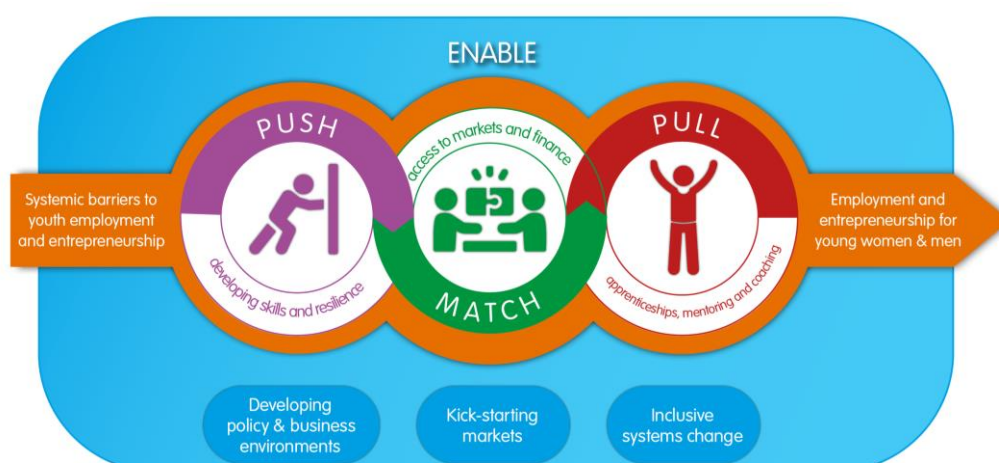 ENABLE
Systemic barriers to
youth employment
and entrepreneurship
PUSH
developing skills and resilience
access to markets and finance
MATCH
PULL
apprenticeships, mentoring and coaching
Employment and
entrepreneurship for
young women & men
Developing
policy & business
environments
Kick-starting
markets
Inclusive
systems change